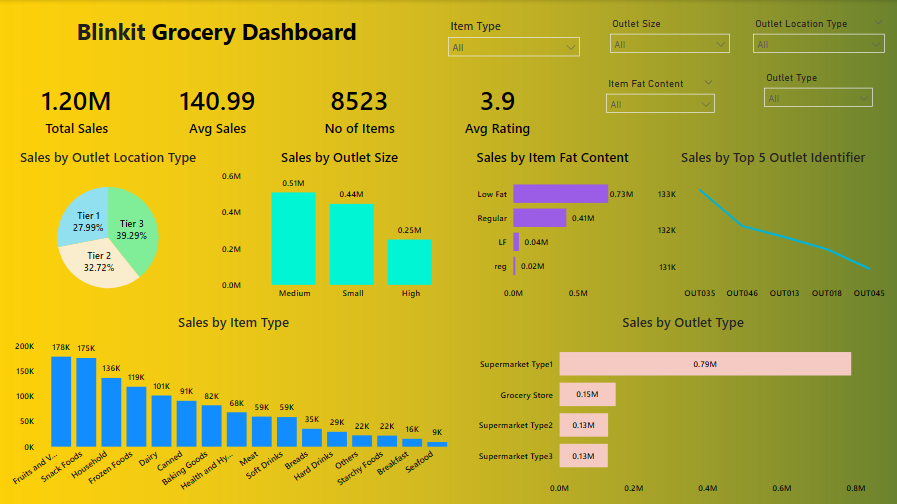 Blinkit Grocery Dashboard
Item Type
All
Outlet Size
All
Outlet Location Type
All
Item Fat Content
All
Outlet Type
All
1.20M
Total Sales
140.99
Avg Sales
8523
No of Items
3.9
Avg Rating
Sales by Outlet Location Type
Tier 1
27.99%
Tier 3
39.29%
Tier 2
32.72%
Sales by Outlet Size
0.6M
0.4M
0.2M
0.0M
0.51M
0.44M
0.25M
Medium
Small
High
Sales by Item Fat Content
Low Fat
0.73M
Regular
0.41M
LF
0.04M
reg
0.02M
0.0M
0.5M
Sales by Top 5 Outlet Identifier
133K
132K
131K
OUT035
OUT046
OUT013
OUT018
OUT045
Sales by Item Type
200K
150K
100K
50K
0K
178K
175K
136K
119K
101K
91K
82K
68K
59K
59K
35K
29K
22K
22K
16K
9K
Fruits and V...
Snack Foods
Household
Frozen Foods
Dairy
Canned
Baking Goods
Health and Hy...
Meat
Soft Drinks
Breads
Hard Drinks
Others
Starchy Foods
Breakfast
Seafood
Sales by Outlet Type
Supermarket Type1
0.79M
Grocery Store
0.15M
Supermarket Type2
0.13M
Supermarket Type3
0.13M
0.0M
0.2M
0.4M
0.6M
0.8M